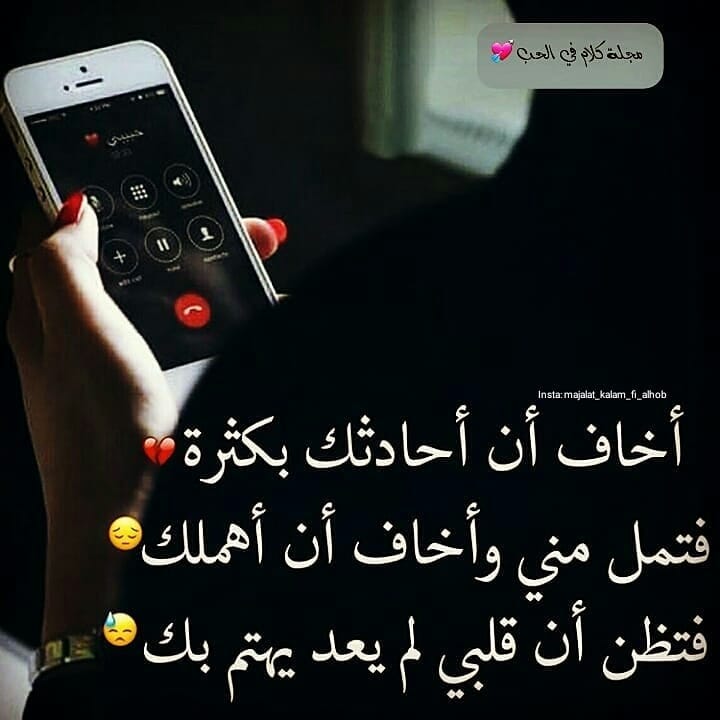 مجلة كلام في الحب 💘
حبيبي ❤
Insta: majalat_kalam_fi_alhob
أخاف أن أحادثك بكثرة 💔
فتمل مني وأخاف أن أهملك 😔
فتظن أن قلبي لم يعد يهتم بك 😓